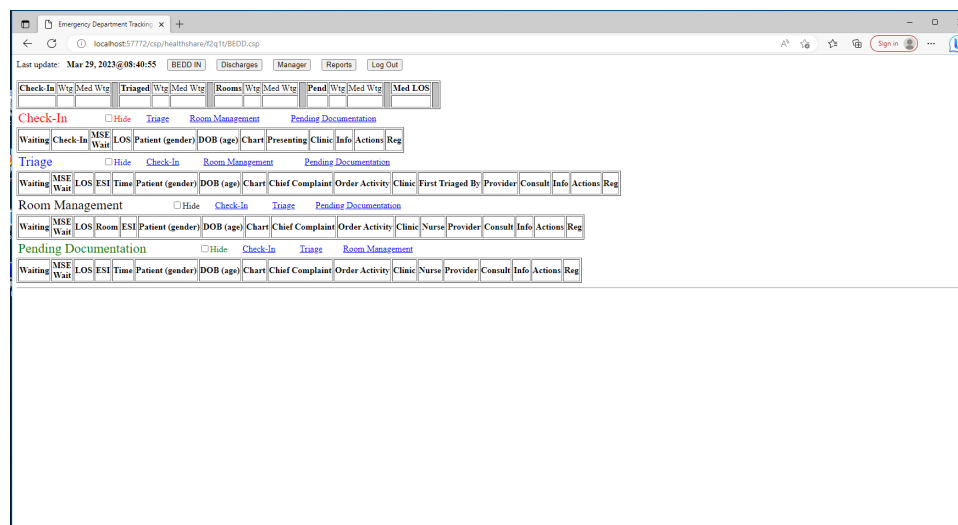 Emergency Department Tracking
localhost:57772/csp/healthshare/f2q1t/BEDD.csp
Sign in
Last update: Mar 29, 2023@08:40:55 BEDD IN Discharges Manager Reports Log Out
Check-In Wtg Med Wtg Triaged Wtg Med Wtg Rooms Wtg Med Wtg Pend Wtg Med Wtg Med LOS
Check-In Hide Triage Room Management Pending Documentation
Waiting Check-In MSE Wait LOS Patient (gender) DOB (age) Chart Presenting Clinic Info Actions Reg
Triage Hide Check-In Room Management Pending Documentation
Waiting MSE Wait LOS ESI Time Patient (gender) DOB (age) Chart Chief Complaint Order Activity Clinic First Triaged By Provider Consult Info Actions Reg
Room Management Hide Check-In Triage Pending Documentation
Waiting MSE Wait LOS Room ESI Patient (gender) DOB (age) Chart Chief Complaint Order Activity Clinic Nurse Provider Consult Info Actions Reg
Pending Documentation Hide Check-In Triage Room Management
Waiting MSE Wait LOS ESI Time Patient (gender) DOB (age) Chart Chief Complaint Order Activity Clinic Nurse Provider Consult Info Actions Reg